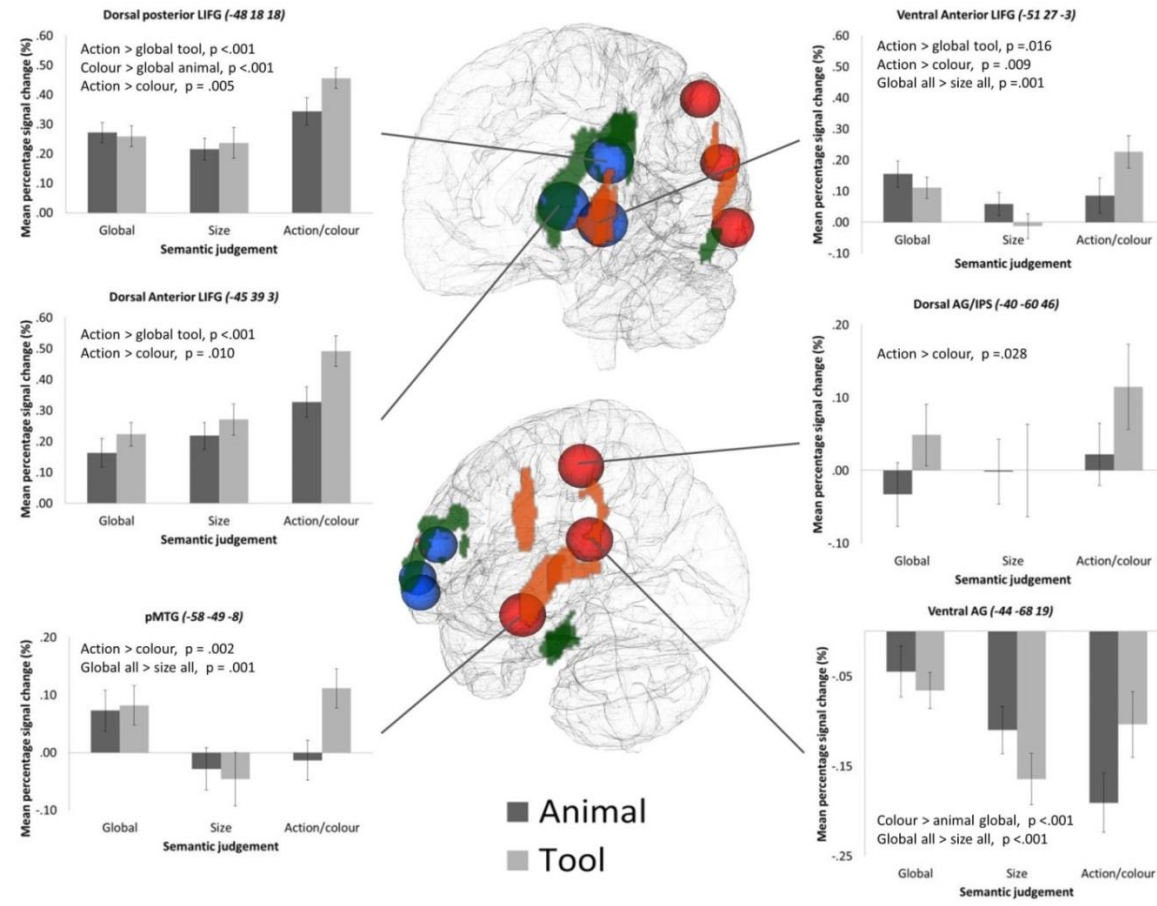 Dorsal posterior LIFG (-48 18 18)
Mean percentage signal change (%)
.60
.50
.40
.30
.20
.10
.00
Action > global tool, p <.001
Colour > global animal, p <.001
Action > colour, p = .005
Global
Size
Action/colour
Semantic judgement
Dorsal Anterior LIFG (-45 39 3)
Mean percentage signal change (%)
.60
.50
.40
.30
.20
.10
.00
Action > global tool, p <.001
Action > colour, p = .010
Global
Size
Action/colour
Semantic judgement
pMTG (-58 -49 -8)
Mean percentage signal change (%)
.20
.10
.00
-.10
Action > colour, p = .002
Global all > size all, p = .001
Global
Size
Action/colour
Semantic judgement
Animal
Tool
Ventral Anterior LIFG (-51 27 -3)
Mean percentage signal change (%)
.60
.50
.40
.30
.20
.10
.00
-.10
Action > global tool, p =.016
Action > colour, p = .009
Global all > size all, p =.001
Global
Size
Action/colour
Semantic judgement
Dorsal AG/IPS (-40 -60 46)
Mean percentage signal change (%)
.20
.10
.00
-.10
Action > colour, p =.028
Global
Size
Action/colour
Semantic judgement
Ventral AG (-44 -68 19)
Mean percentage signal change (%)
-.05
-.15
-.25
Colour > animal global, p <.001
Global all > size all, p <.001
Global
Size
Action/colour
Semantic judgement